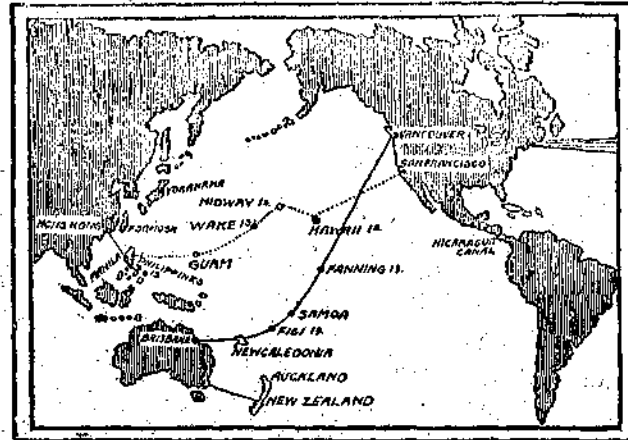 VANCOUVER
SAN FRANCISCO
YOKAHAMA
MIDWAY IS.
WAKE IS.
HONG KONG
FORMOSA
HAWAII IS.
NICARAGUA
CANAL
MANILA
PHILIPPINES
GUAM
FANNING IS.
SAMOA
FIJI IS.
BRISBANE
NEW CALEDONIA
AUCKLAND
NEW ZEALAND